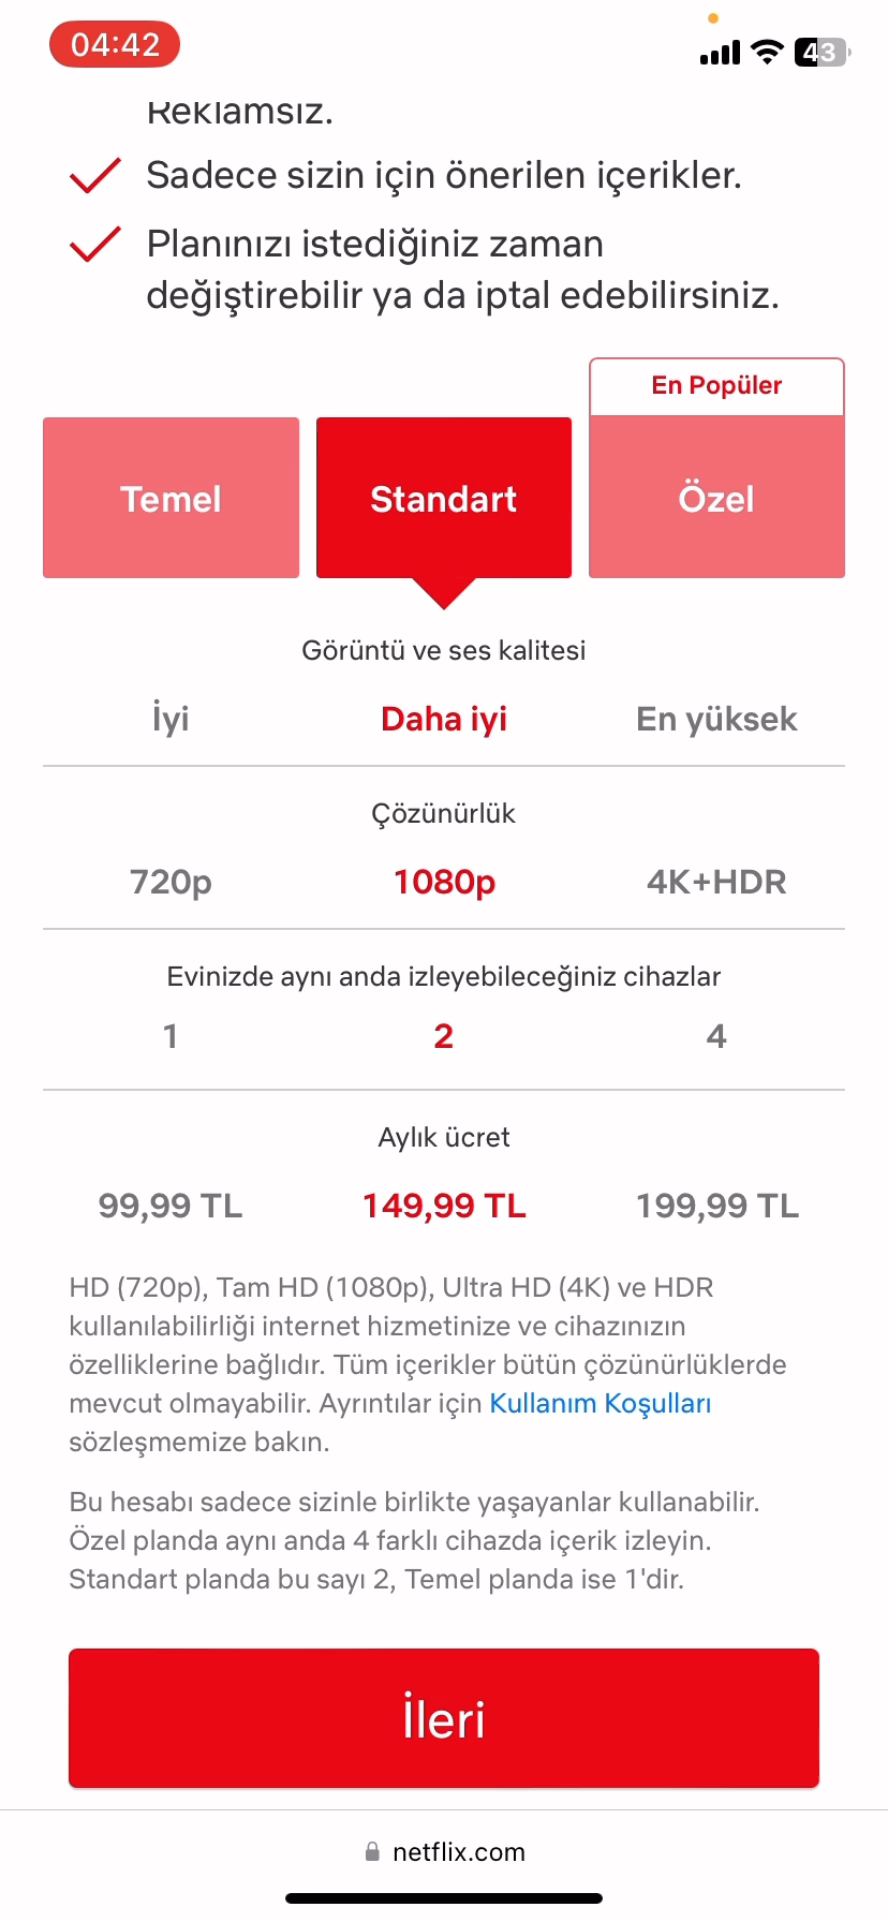 04:42
43
Reklamsız.
Sadece sizin için önerilen içerikler.
Planınızı istediğiniz zaman
değiştirebilir ya da iptal edebilirsiniz.
En Popüler
Temel Standart Özel
Görüntü ve ses kalitesi
İyi Daha iyi En yüksek
Çözünürlük
720p 1080p 4K+HDR
Evinizde aynı anda izleyebileceğiniz cihazlar
1 2 4
Aylık ücret
99,99 TL 149,99 TL 199,99 TL
HD (720p), Tam HD (1080p), Ultra HD (4K) ve HDR
kullanılabilirliği internet hizmetinize ve cihazınızın
özelliklerine bağlıdır. Tüm içerikler bütün çözünürlüklerde
mevcut olmayabilir. Ayrıntılar için Kullanım Koşulları
sözleşmemize bakın.
Bu hesabı sadece sizinle birlikte yaşayanlar kullanabilir.
Özel planda aynı anda 4 farklı cihazda içerik izleyin.
Standart planda bu sayı 2, Temel planda ise 1'dir.
İleri
netflix.com